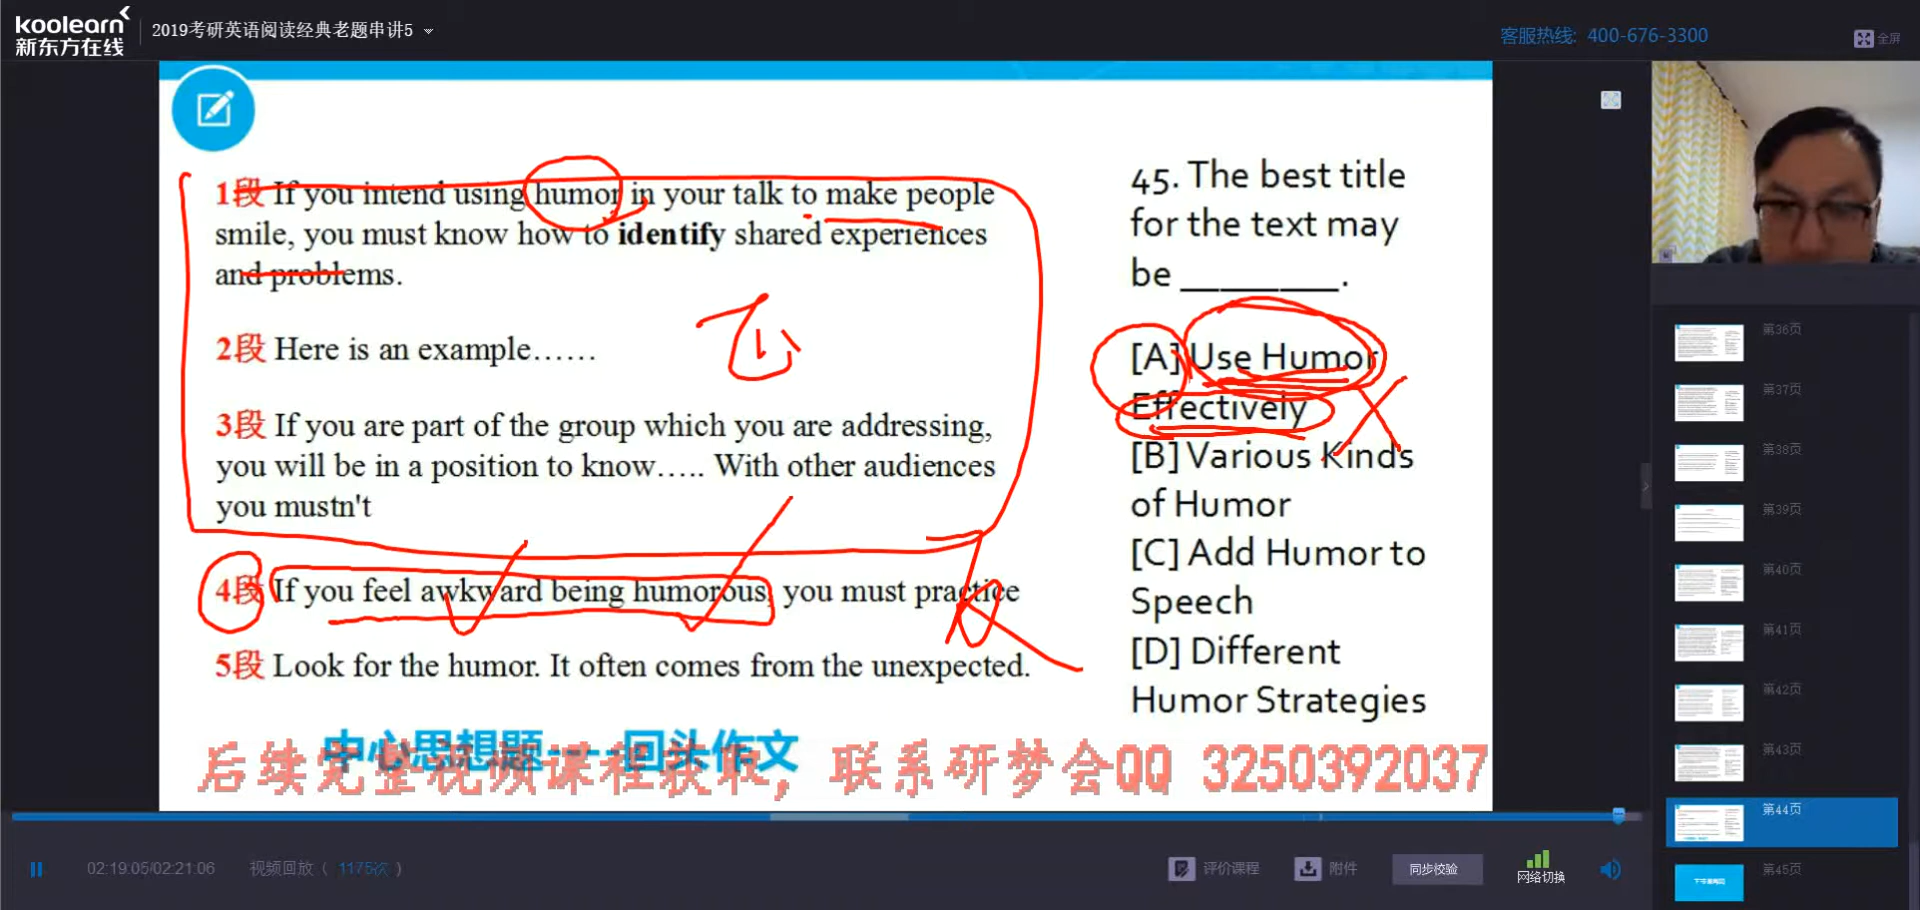 koolearn
新东方在线
2019考研英语阅读经典老题串讲5
客服热线: 400-676-3300
全屏
1段 If you intend using humor in your talk to make people
smile, you must know how to identify shared experiences
and problems.
2段 Here is an example……
3段 If you are part of the group which you are addressing,
you will be in a position to know….. With other audiences
you mustn't
4段 If you feel awkward being humorous, you must practice
5段 Look for the humor. It often comes from the unexpected.
中心思想题----回头作文
45. The best title
for the text may
be __________.
[A] Use Humor
Effectively
[B] Various Kinds
of Humor
[C] Add Humor to
Speech
[D] Different
Humor Strategies
后续完整视频课程获取，联系研梦会QQ 3250392037
第36页
第37页
第38页
第39页
第40页
第41页
第42页
第43页
第44页
第45页
02:19:05/02:21:06
视频回放（ 1175次 ）
评价课程
附件
同步校验
网络切换